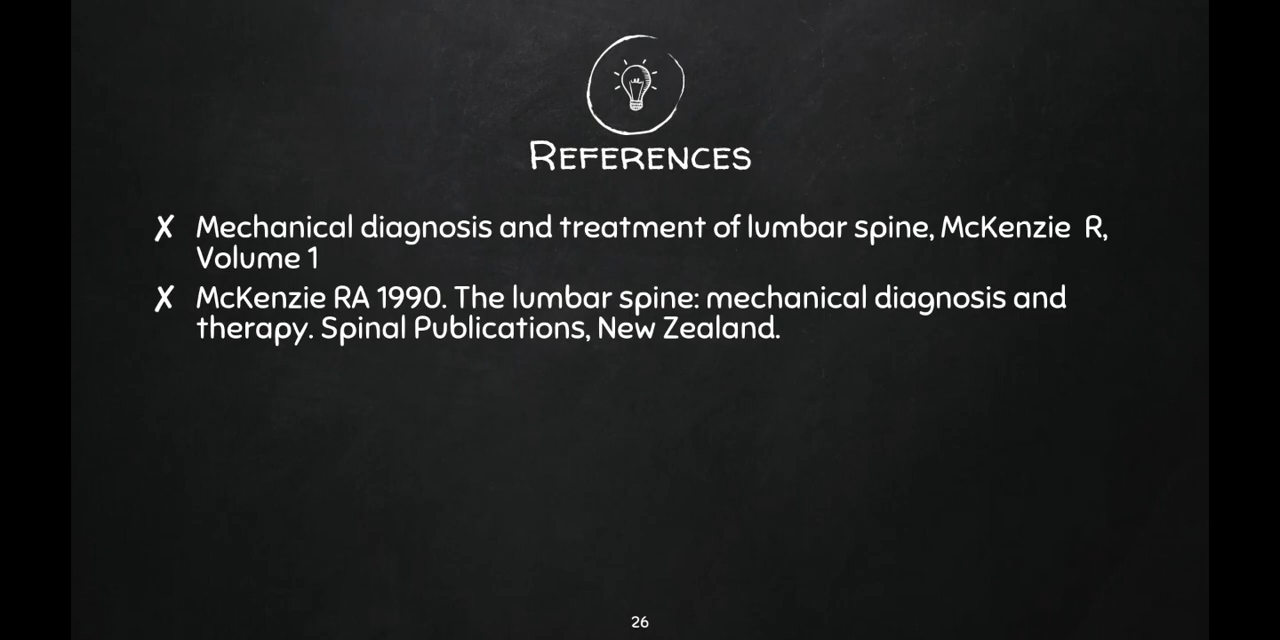 References
✗ Mechanical diagnosis and treatment of lumbar spine, McKenzie R,
Volume 1
✗ McKenzie RA 1990. The lumbar spine: mechanical diagnosis and
therapy. Spinal Publications, New Zealand.
26